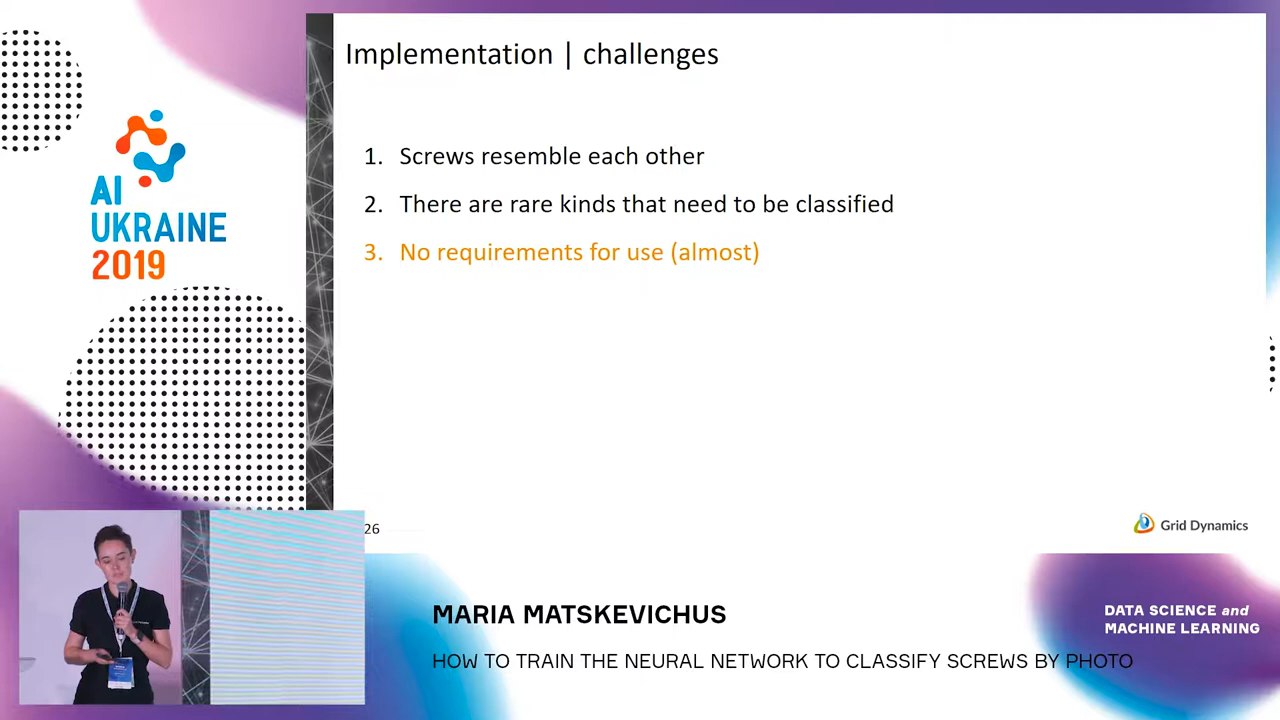 Implementation | challenges
1. Screws resemble each other
2. There are rare kinds that need to be classified
3. No requirements for use (almost)
AI
UKRAINE
2019
26
Grid Dynamics
MARIA MATSKEVICHUS
HOW TO TRAIN THE NEURAL NETWORK TO CLASSIFY SCREWS BY PHOTO
DATA SCIENCE and
MACHINE LEARNING